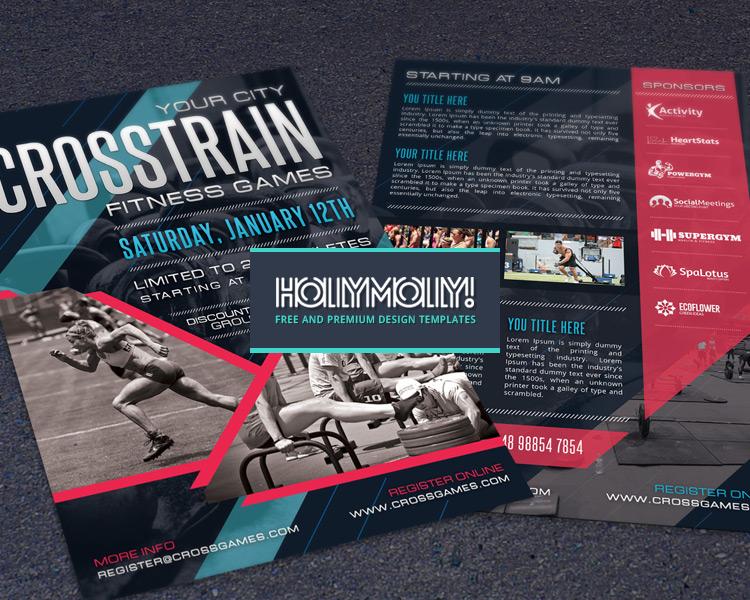 YOUR CITY
CROSSTRAIN
FITNESS GAMES
SATURDAY, JANUARY 12TH
LIMITED TO
STARTING AT
DISCOUNT
MORE INFO
REGISTER@CROSSGAMES.COM
REGISTER ONLINE
WWW.CROSSGAMES.COM
HOLLYMOLLY!
FREE AND PREMIUM DESIGN TEMPLATES
STARTING AT 9AM
YOU TITLE HERE
Lorem Ipsum is simply dummy text of the printing and typesetting industry. Lorem Ipsum has been the industry's standard dummy text ever since the 1500s, when an unknown printer took a galley of type and scrambled it to make a type specimen book. It has survived not only five centuries, but also the leap into electronic typesetting, remaining essentially unchanged.
YOUR TITLE HERE
Lorem Ipsum is simply dummy text of the printing and typesetting industry. Lorem Ipsum has been the industry's standard dummy text ever since the 1500s, when an unknown printer took a galley of type and scrambled it to make a type specimen book. It has survived not only five centuries, but also the leap into electronic typesetting, remaining essentially unchanged.
YOU TITLE HERE
Lorem Ipsum is simply
dummy text of the printing
and typesetting industry.
Lorem Ipsum has been the
industry's standard dummy
text ever since the 1500s,
when an unknown printer
took a galley of type and
scrambled.
48 98854 7854
REGISTER ON
WWW.CROSSGAMES.CO
SPONSORS
Activity
HeartStats
POWERGYM
SocialMeetings
SUPERGYM
HEALTH & FITNESS
SpaLotus
ECOFLOWER